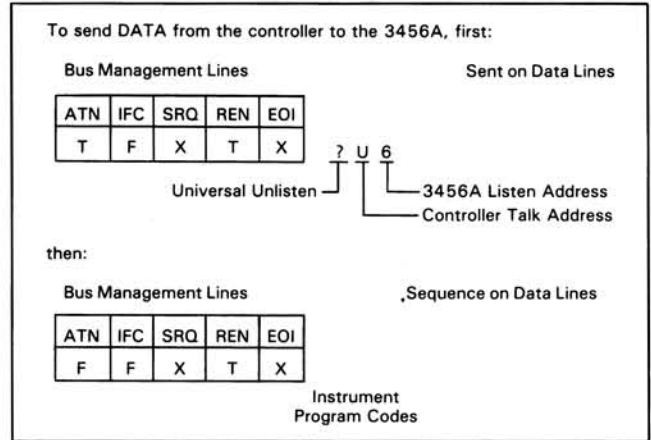 To send DATA from the controller to the 3456A, first:
Bus Management Lines Sent on Data Lines
ATN IFC SRQ REN EOI
T F X T X
? U 6
Universal Unlisten 3456A Listen Address
Controller Talk Address
then:
Bus Management Lines Sequence on Data Lines
ATN IFC SRQ REN EOI
F F X T X
Instrument
Program Codes